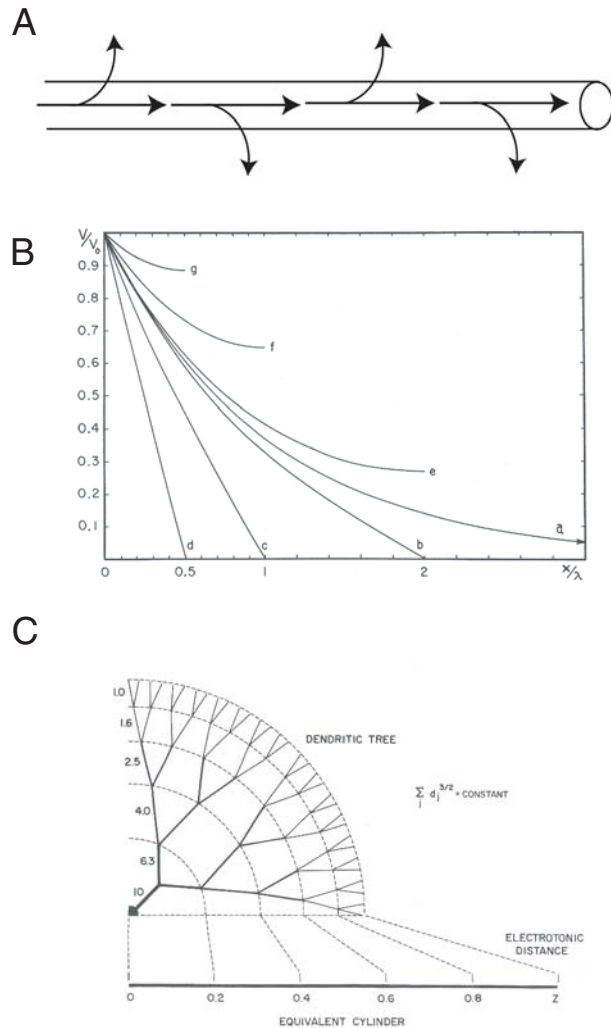 A
B
V/V₀
0.9
0.8
0.7
0.6
0.5
0.4
0.3
0.2
0.1
g
f
e
a
d
c
b
0
0.5
1
2
x/λ
C
1.0
1.6
2.5
4.0
6.3
10
DENDRITIC TREE
Σ_j d_j^3/2 = CONSTANT
ELECTROTONIC
DISTANCE
0
0.2
0.4
0.6
0.8
Z
EQUIVALENT CYLINDER